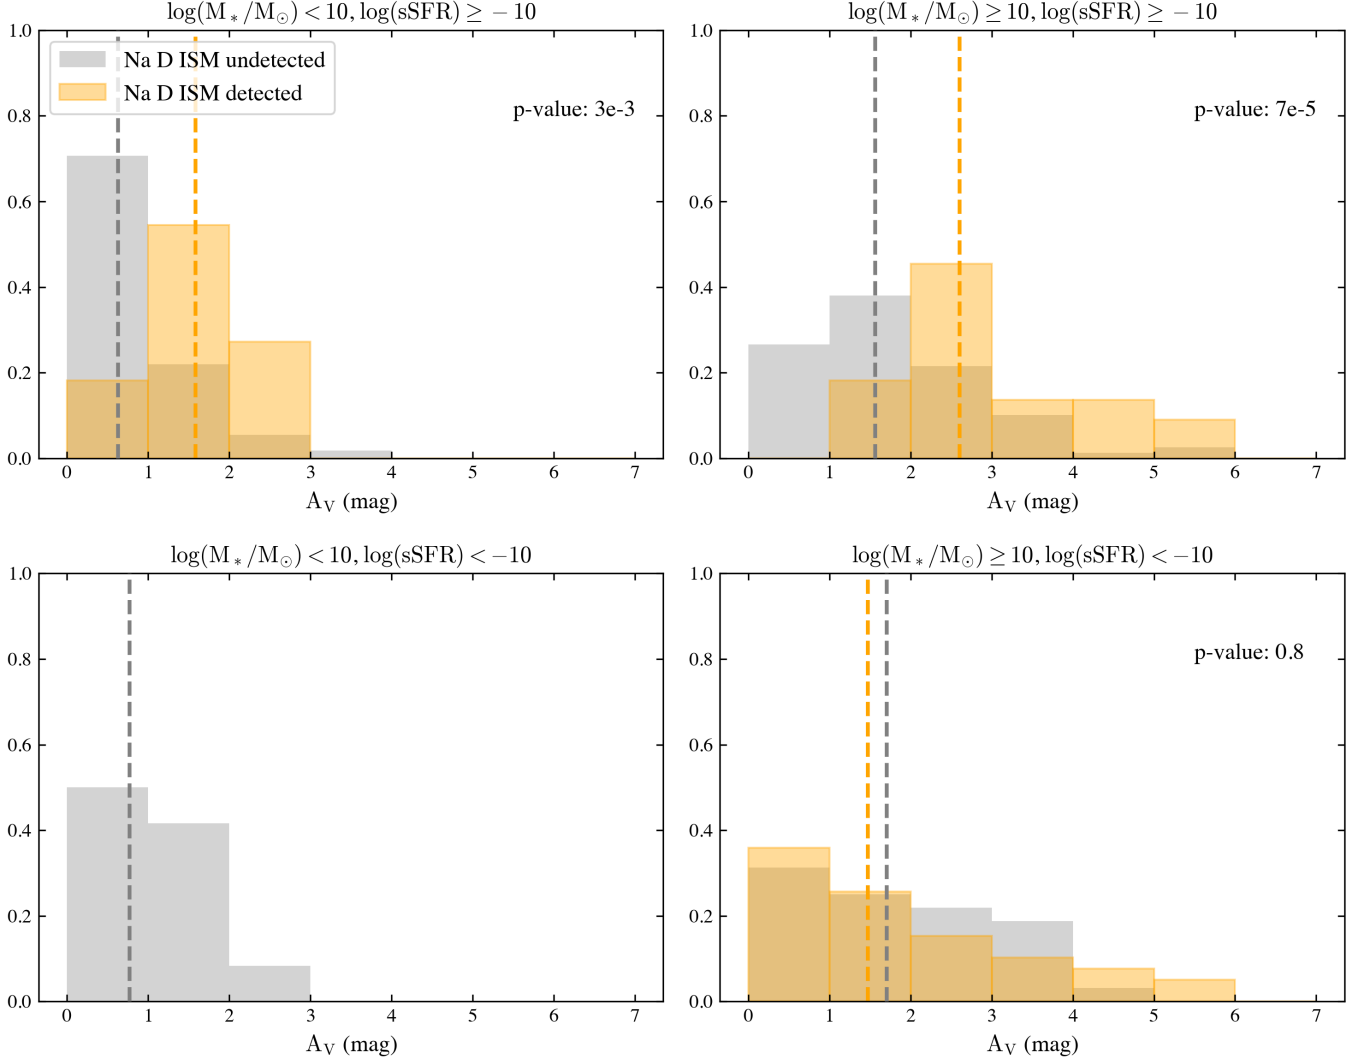 log(M∗/M⊙) < 10, log(sSFR) ≥ −10
1.0
0.8
0.6
0.4
0.2
0.0
Na D ISM undetected
Na D ISM detected
p-value: 3e-3
0 1 2 3 4 5 6 7
A_V (mag)
log(M∗/M⊙) ≥ 10, log(sSFR) ≥ −10
1.0
0.8
0.6
0.4
0.2
0.0
p-value: 7e-5
0 1 2 3 4 5 6 7
A_V (mag)
log(M∗/M⊙) < 10, log(sSFR) < −10
1.0
0.8
0.6
0.4
0.2
0.0
0 1 2 3 4 5 6 7
A_V (mag)
log(M∗/M⊙) ≥ 10, log(sSFR) < −10
1.0
0.8
0.6
0.4
0.2
0.0
p-value: 0.8
0 1 2 3 4 5 6 7
A_V (mag)